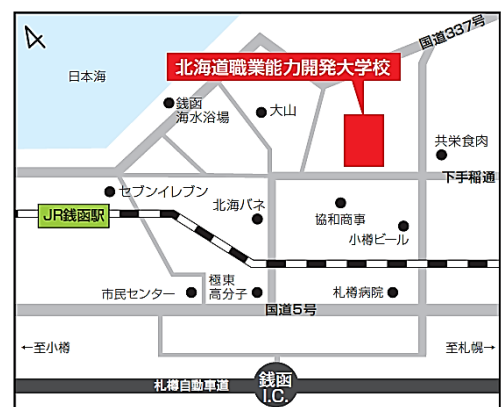 国道337号
日本海
北海道職業能力開発大学校
銭函
海水浴場
大山
共栄食肉
下手稲通
セブンイレブン
JR銭函駅
北海バネ
協和商事
小樽ビール
市民センター
極東
高分子
札樽病院
国道5号
←至小樽
至札幌→
札樽自動車道
銭函
I.C.